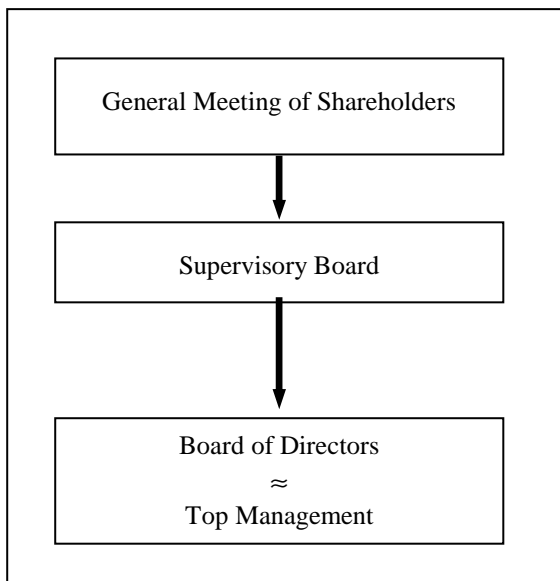 General Meeting of Shareholders
Supervisory Board
Board of Directors
≈
Top Management